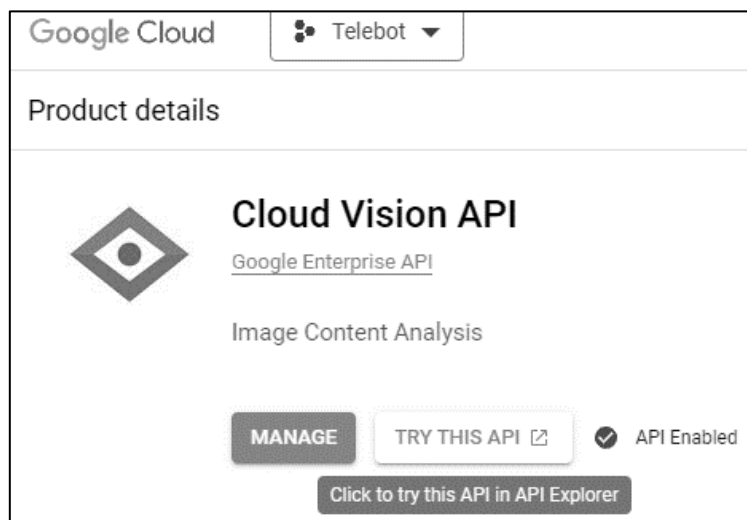 Google Cloud Telebot
Product details
Cloud Vision API
Google Enterprise API
Image Content Analysis
MANAGE TRY THIS API API Enabled
Click to try this API in API Explorer